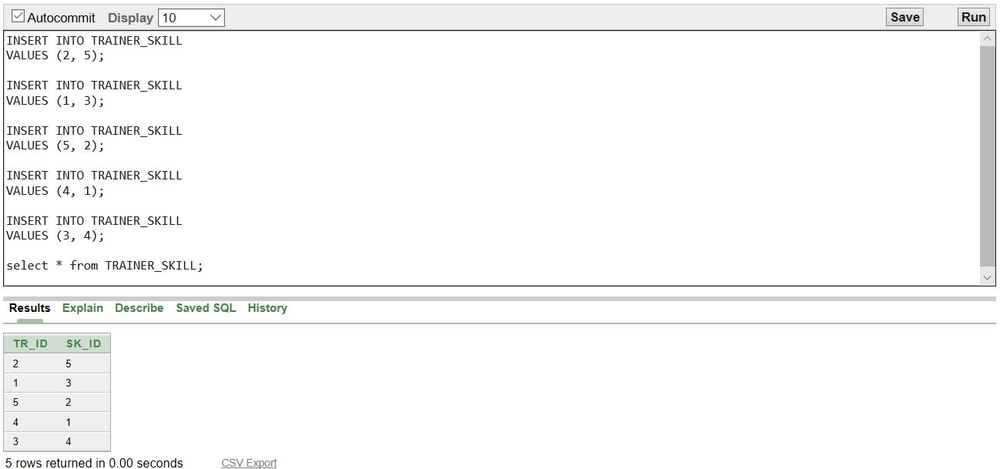 Autocommit Display 10 Save Run
INSERT INTO TRAINER_SKILL
VALUES (2, 5);
INSERT INTO TRAINER_SKILL
VALUES (1, 3);
INSERT INTO TRAINER_SKILL
VALUES (5, 2);
INSERT INTO TRAINER_SKILL
VALUES (4, 1);
INSERT INTO TRAINER_SKILL
VALUES (3, 4);
select * from TRAINER_SKILL;
Results Explain Describe Saved SQL History
TR_ID SK_ID
2 5
1 3
5 2
4 1
3 4
5 rows returned in 0.00 seconds CSV Export